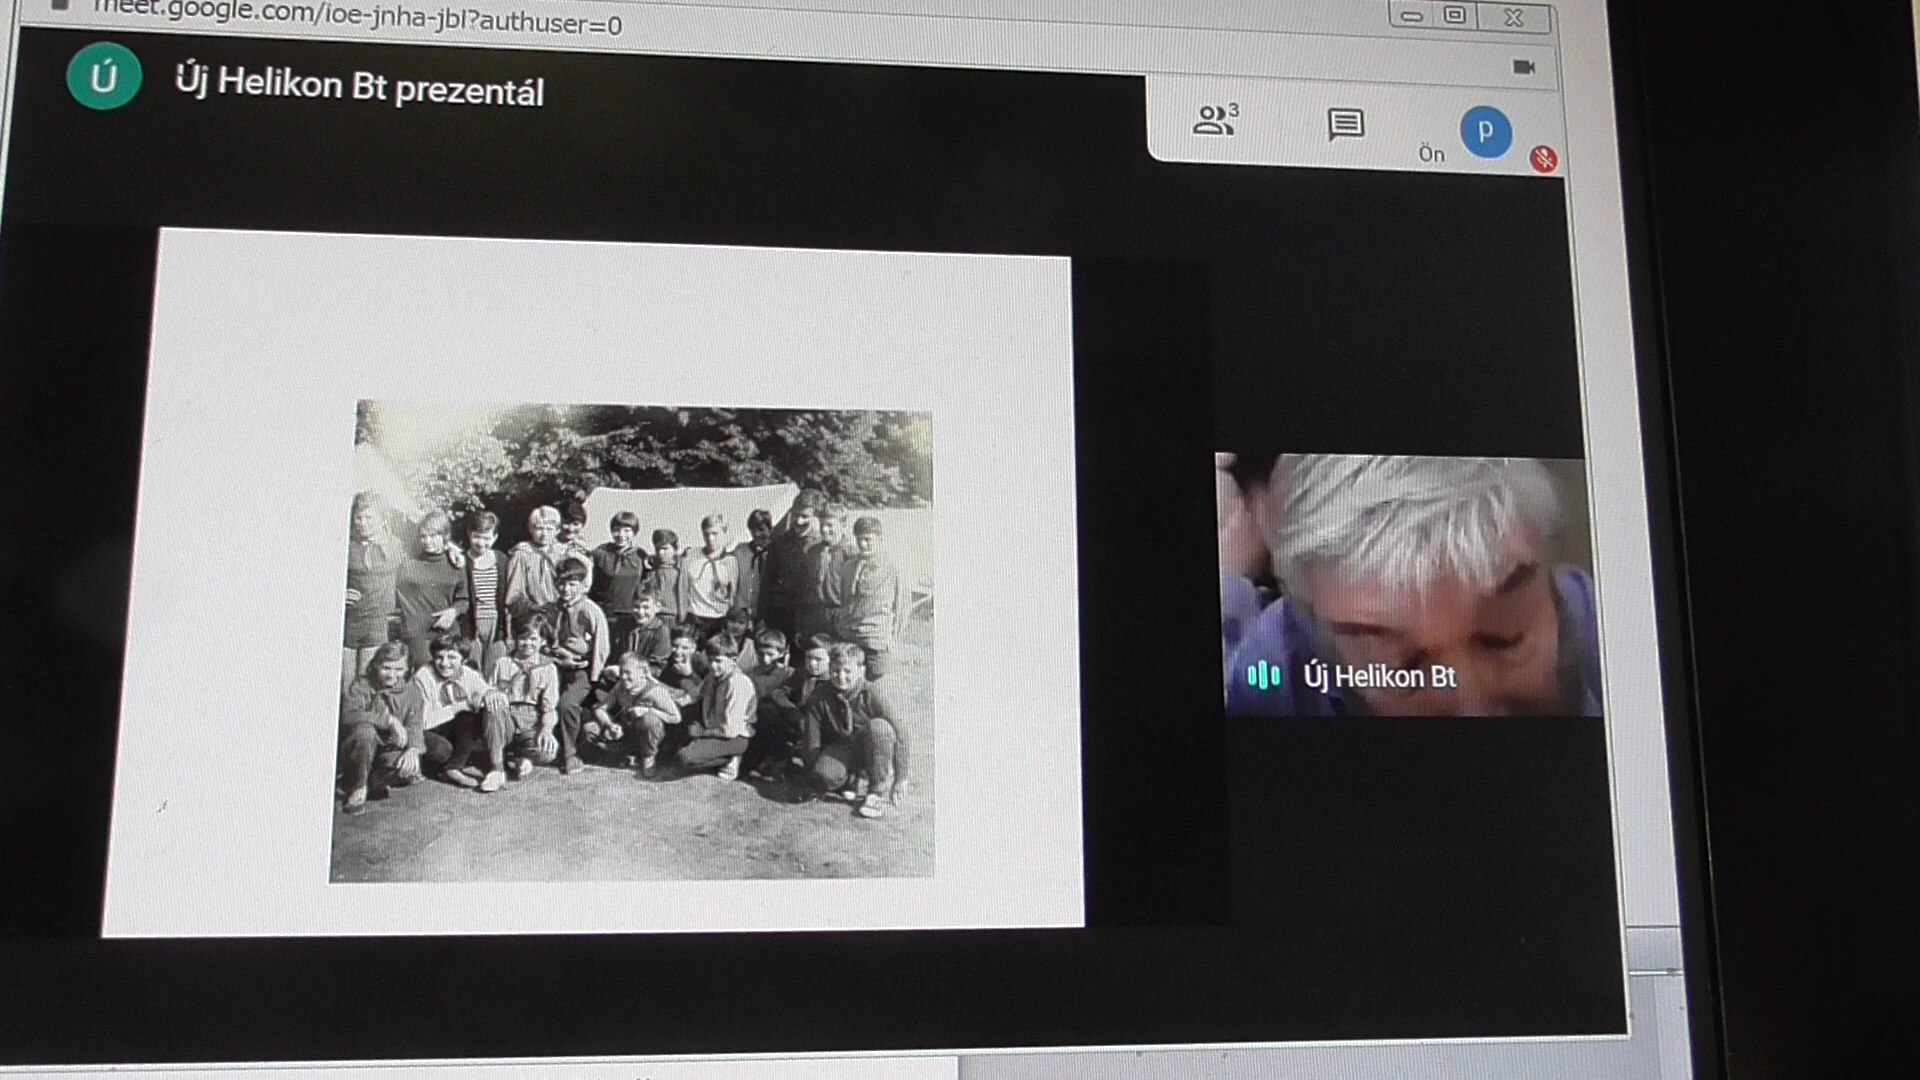 meet.google.com/ioe-jnha-jbl?authuser=0
Ú
Új Helikon Bt prezentál
3
Ön
p
Új Helikon Bt